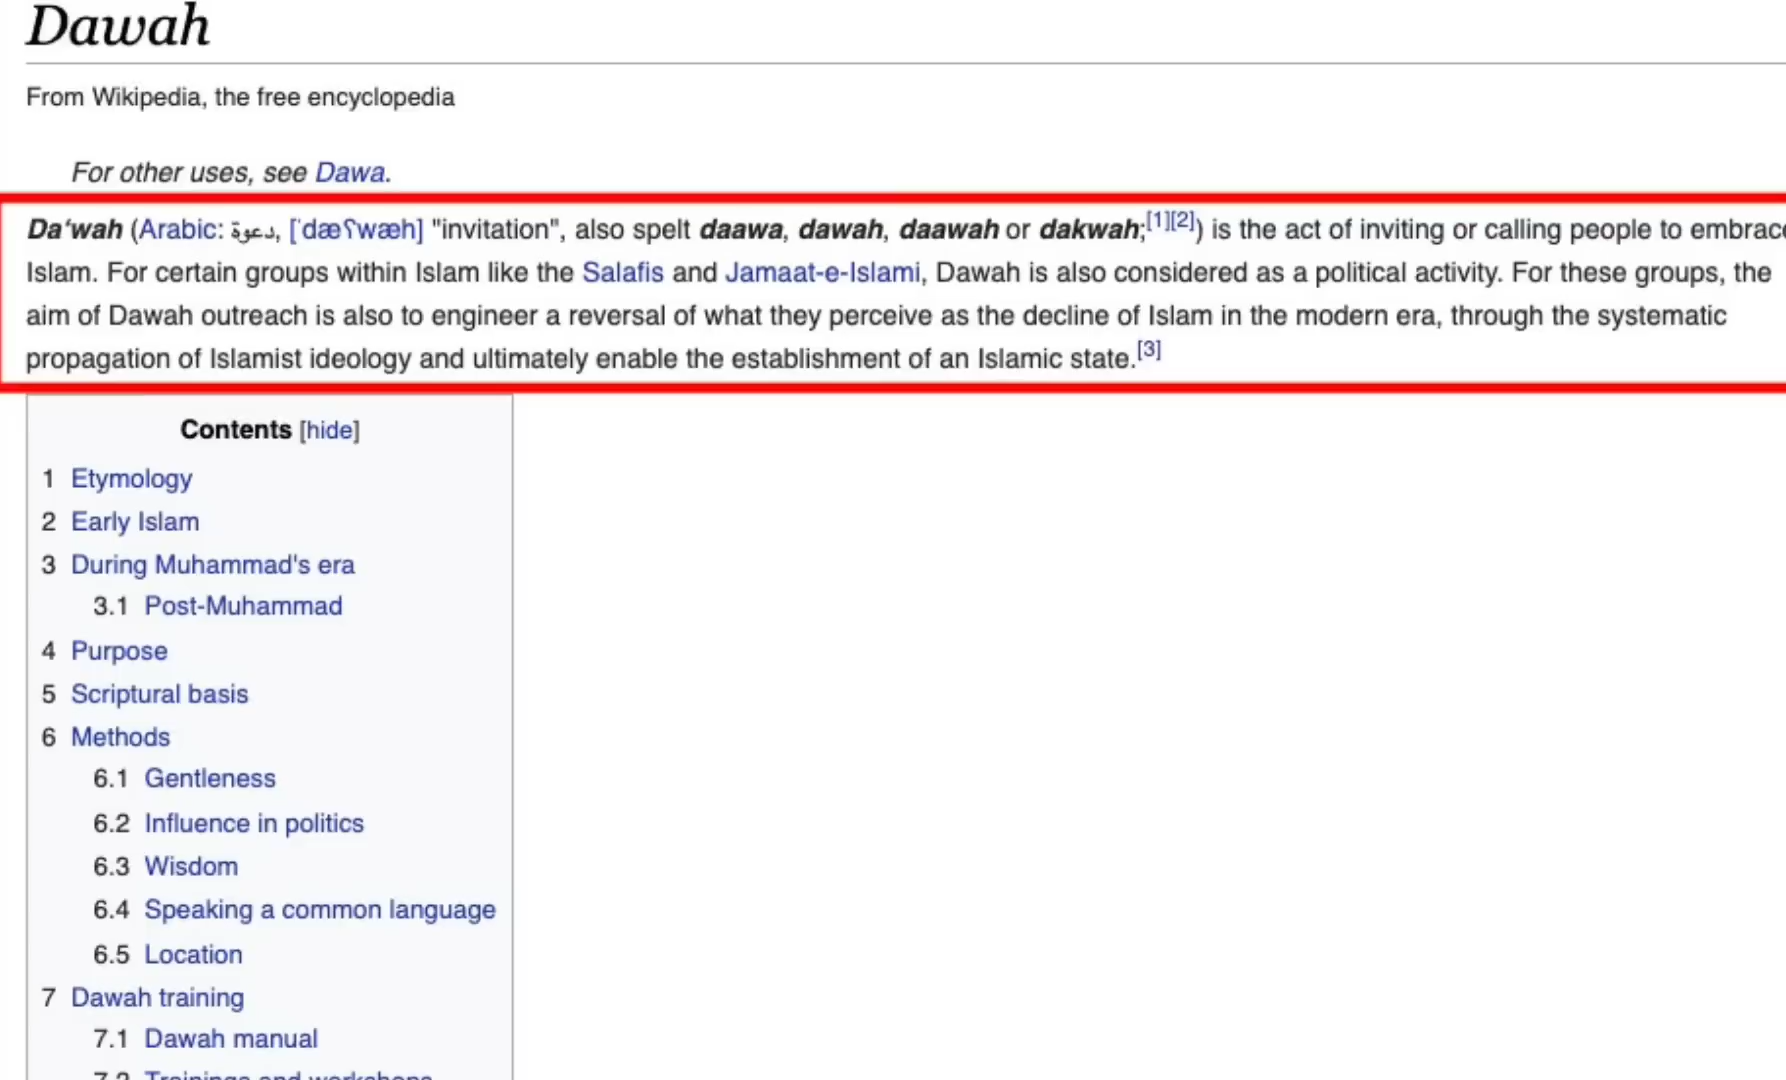 Dawah
From Wikipedia, the free encyclopedia
For other uses, see Dawa.
Da‘wah (Arabic: دعوة, [ˈdæʕwæh] "invitation", also spelt daawa, dawah, daawah or dakwah;[1][2]) is the act of inviting or calling people to embrace
Islam. For certain groups within Islam like the Salafis and Jamaat-e-Islami, Dawah is also considered as a political activity. For these groups, the
aim of Dawah outreach is also to engineer a reversal of what they perceive as the decline of Islam in the modern era, through the systematic
propagation of Islamist ideology and ultimately enable the establishment of an Islamic state.[3]
Contents [hide]
1 Etymology
2 Early Islam
3 During Muhammad's era
3.1 Post-Muhammad
4 Purpose
5 Scriptural basis
6 Methods
6.1 Gentleness
6.2 Influence in politics
6.3 Wisdom
6.4 Speaking a common language
6.5 Location
7 Dawah training
7.1 Dawah manual
7.2 Trainings and workshops